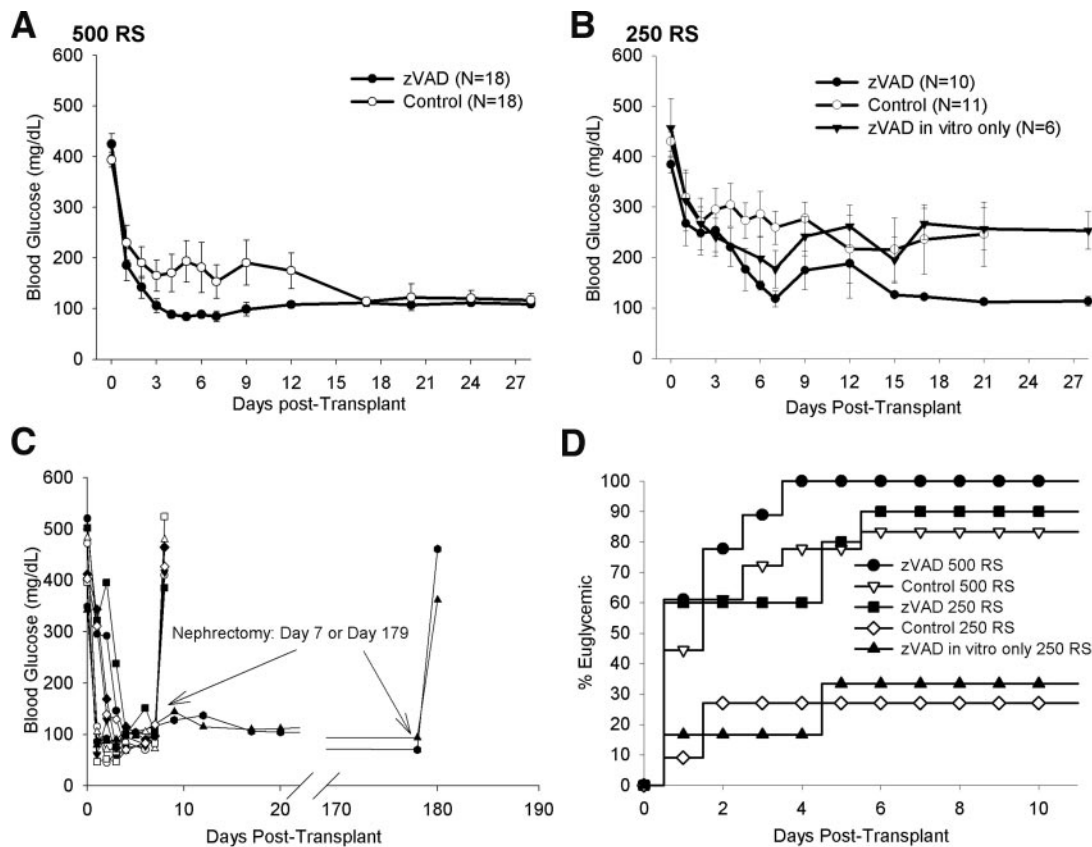 A
500 RS
600
500
400
300
200
100
0
Blood Glucose (mg/dL)
zVAD (N=18)
Control (N=18)
0 3 6 9 12 15 18 21 24 27
Days post-Transplant
B
250 RS
600
500
400
300
200
100
0
Blood Glucose (mg/dL)
zVAD (N=10)
Control (N=11)
zVAD in vitro only (N=6)
0 3 6 9 12 15 18 21 24 27
Days Post-Transplant
C
600
500
400
300
200
100
0
Blood Glucose (mg/dL)
Nephrectomy: Day 7 or Day 179
0 10 20 170 180 190
Days Post-Transplant
D
100
90
80
70
60
50
40
30
20
10
0
% Euglycemic
zVAD 500 RS
Control 500 RS
zVAD 250 RS
Control 250 RS
zVAD in vitro only 250 RS
0 2 4 6 8 10
Days Post-Transplant